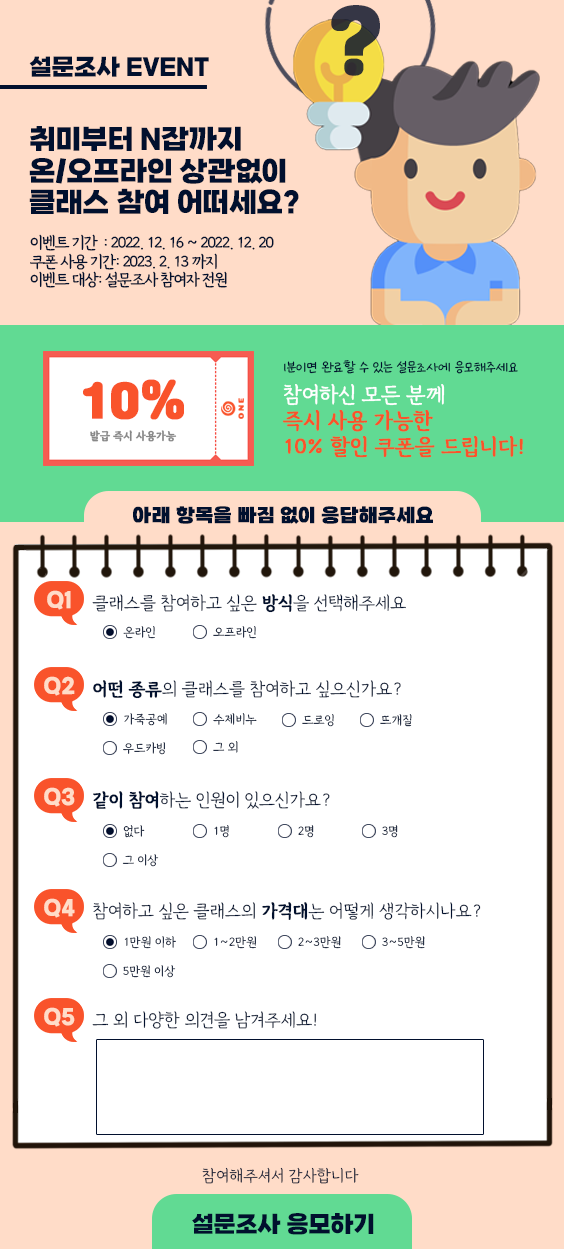 ?
설문조사 EVENT
취미부터 N잡까지
온/오프라인 상관없이
클래스 참여 어떠세요?
이벤트 기간 : 2022. 12. 16 ~ 2022. 12. 20
쿠폰 사용 기간: 2023. 2. 13 까지
이벤트 대상: 설문조사 참여자 전원
10%
발급 즉시 사용가능
ONE
1분이면 완료할 수 있는 설문조사에 응모해주세요
참여하신 모든 분께
즉시 사용 가능한
10% 할인 쿠폰을 드립니다!
아래 항목을 빠짐 없이 응답해주세요
Q1 클래스를 참여하고 싶은 방식을 선택해주세요
온라인 오프라인
Q2 어떤 종류의 클래스를 참여하고 싶으신가요?
가죽공예 수제비누 드로잉 뜨개질
우드카빙 그 외
Q3 같이 참여하는 인원이 있으신가요?
없다 1명 2명 3명
그 이상
Q4 참여하고 싶은 클래스의 가격대는 어떻게 생각하시나요?
1만원 이하 1~2만원 2~3만원 3~5만원
5만원 이상
Q5 그 외 다양한 의견을 남겨주세요!
참여해주셔서 감사합니다
설문조사 응모하기